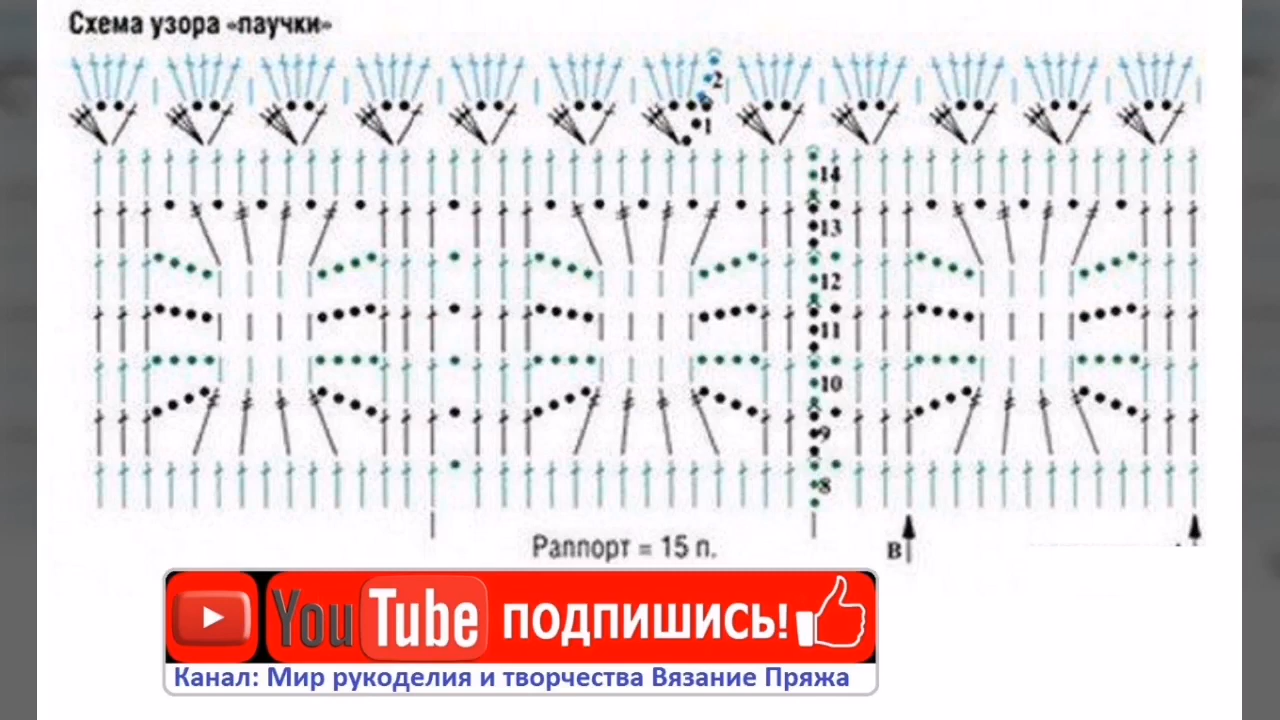 Схема узора «паучки»
2
1
14
13
12
11
10
9
8
Раппорт = 15 п.
В
YouTube ПОДПИШИСЬ!
Канал: Мир рукоделия и творчества Вязание Пряжа